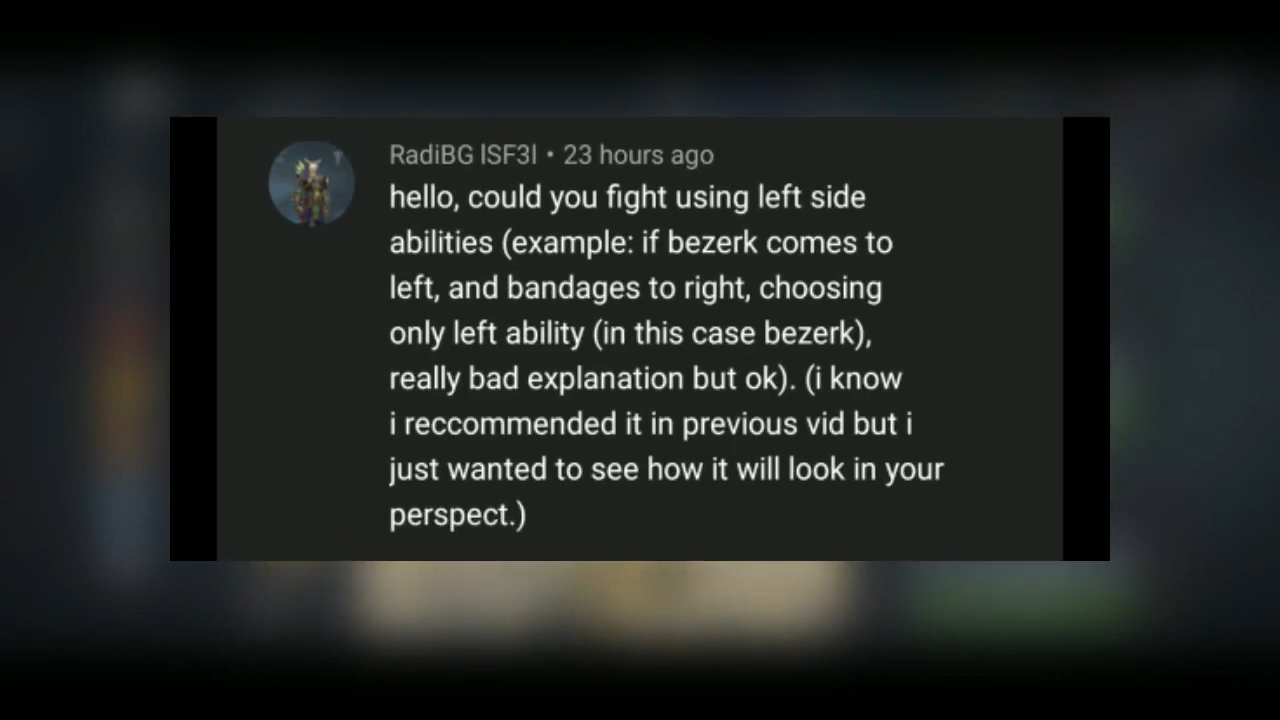 RadiBG lSF3l • 23 hours ago
hello, could you fight using left side
abilities (example: if bezerk comes to
left, and bandages to right, choosing
only left ability (in this case bezerk),
really bad explanation but ok). (i know
i reccommended it in previous vid but i
just wanted to see how it will look in your
perspect.)